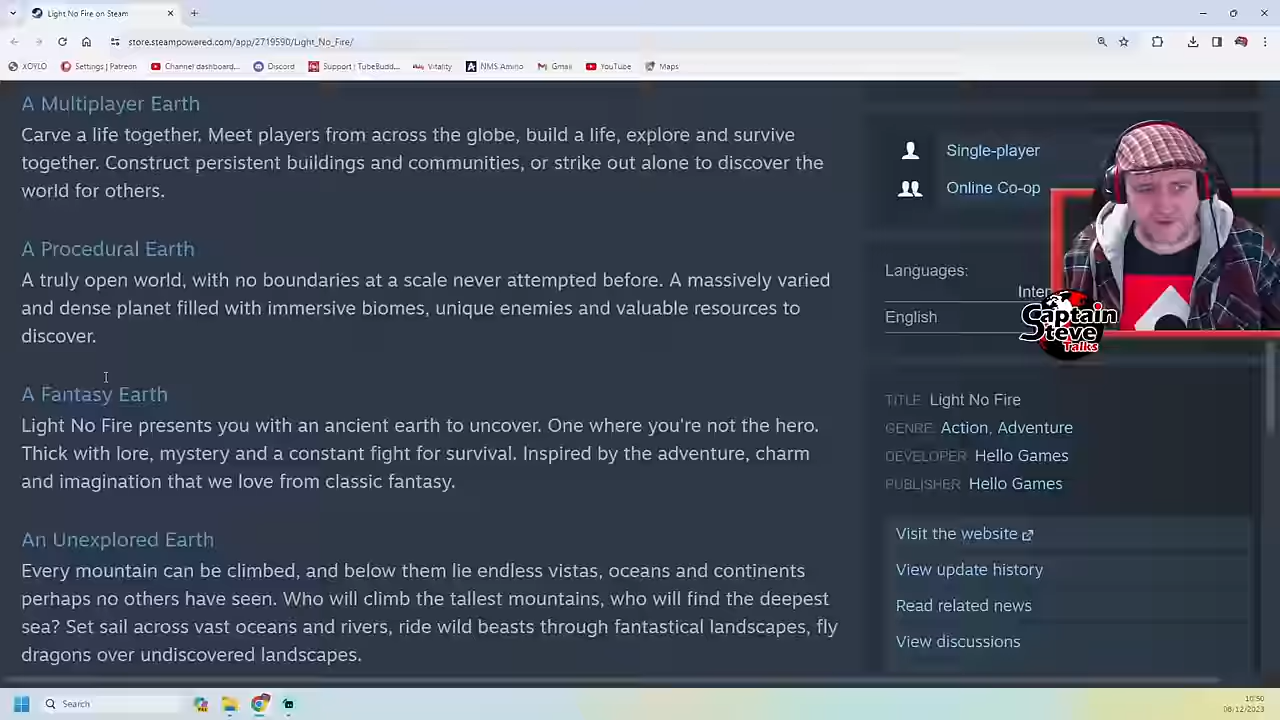 Light No Fire on Steam
store.steampowered.com/app/2719590/Light_No_Fire/
XOYLO
Settings | Patreon
Channel dashboard...
Discord
Support | TubeBudd...
Vitality
NMS Amino
Gmail
YouTube
Maps
A Multiplayer Earth
Carve a life together. Meet players from across the globe, build a life, explore and survive
together. Construct persistent buildings and communities, or strike out alone to discover the
world for others.
A Procedural Earth
A truly open world, with no boundaries at a scale never attempted before. A massively varied
and dense planet filled with immersive biomes, unique enemies and valuable resources to
discover.
A Fantasy Earth
Light No Fire presents you with an ancient earth to uncover. One where you're not the hero.
Thick with lore, mystery and a constant fight for survival. Inspired by the adventure, charm
and imagination that we love from classic fantasy.
An Unexplored Earth
Every mountain can be climbed, and below them lie endless vistas, oceans and continents
perhaps no others have seen. Who will climb the tallest mountains, who will find the deepest
sea? Set sail across vast oceans and rivers, ride wild beasts through fantastical landscapes, fly
dragons over undiscovered landscapes.
Single-player
Online Co-op
Languages:
Inter
English
Captain
Steve
Talks
TITLE: Light No Fire
GENRE: Action, Adventure
DEVELOPER: Hello Games
PUBLISHER: Hello Games
Visit the website
View update history
Read related news
View discussions
Search
10:50
08/12/2023